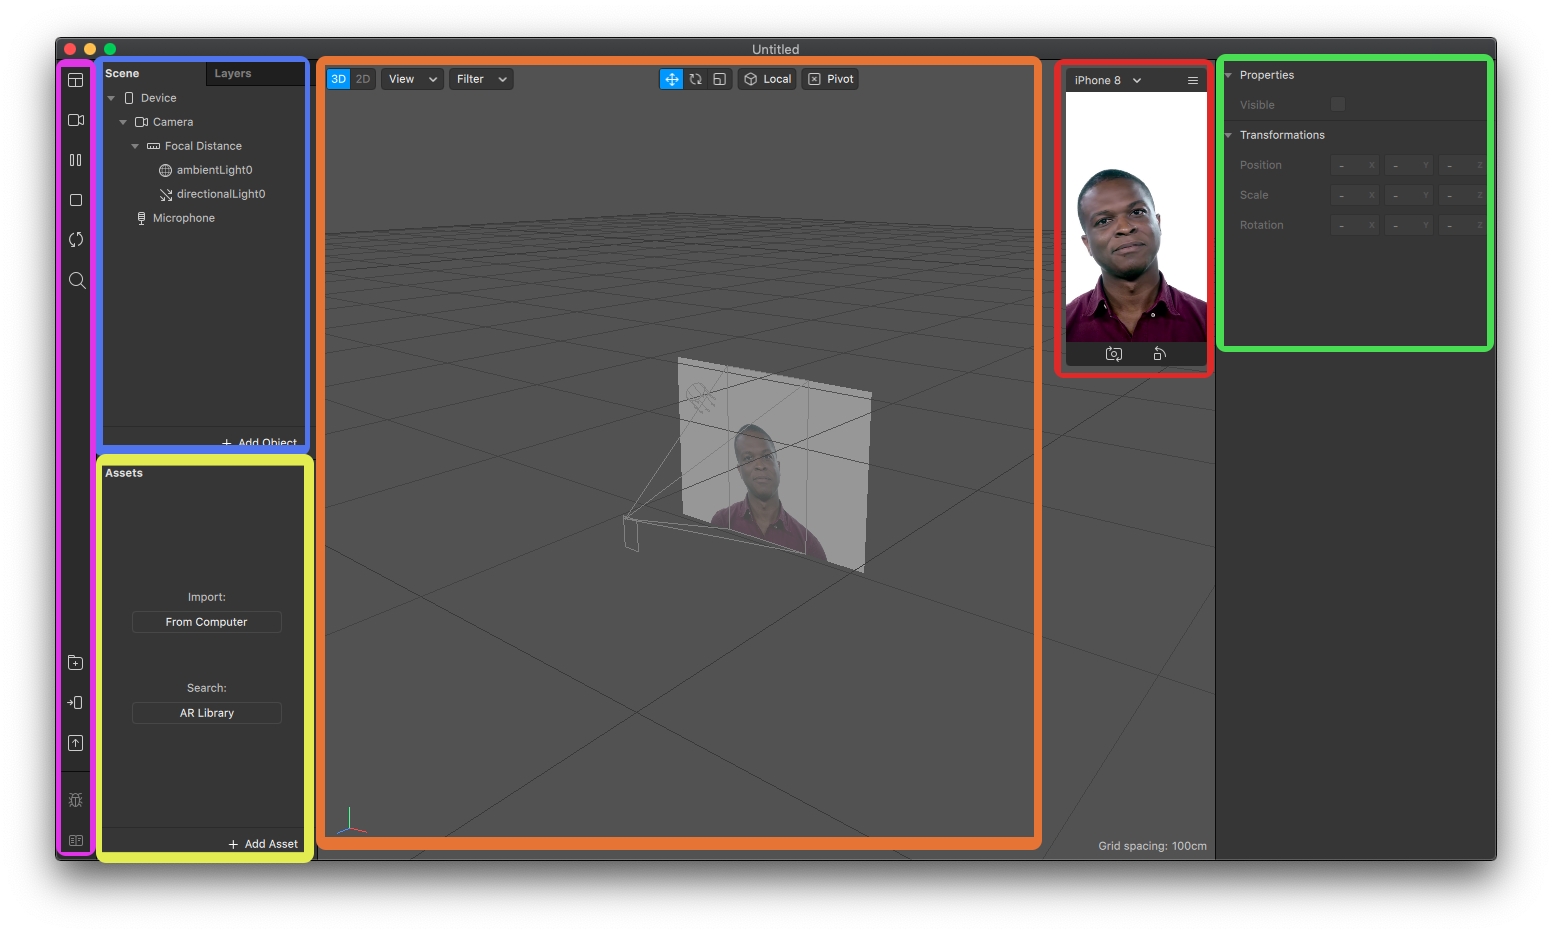 Untitled
Scene
Layers
Device
Camera
Focal Distance
ambientLight0
directionalLight0
Microphone
+ Add Object
Assets
Import:
From Computer
Search:
AR Library
+ Add Asset
3D 2D View Filter Local Pivot
Grid spacing: 100cm
iPhone 8
Properties
Visible
Transformations
Position - X - Y - Z
Scale - X - Y - Z
Rotation - X - Y - Z